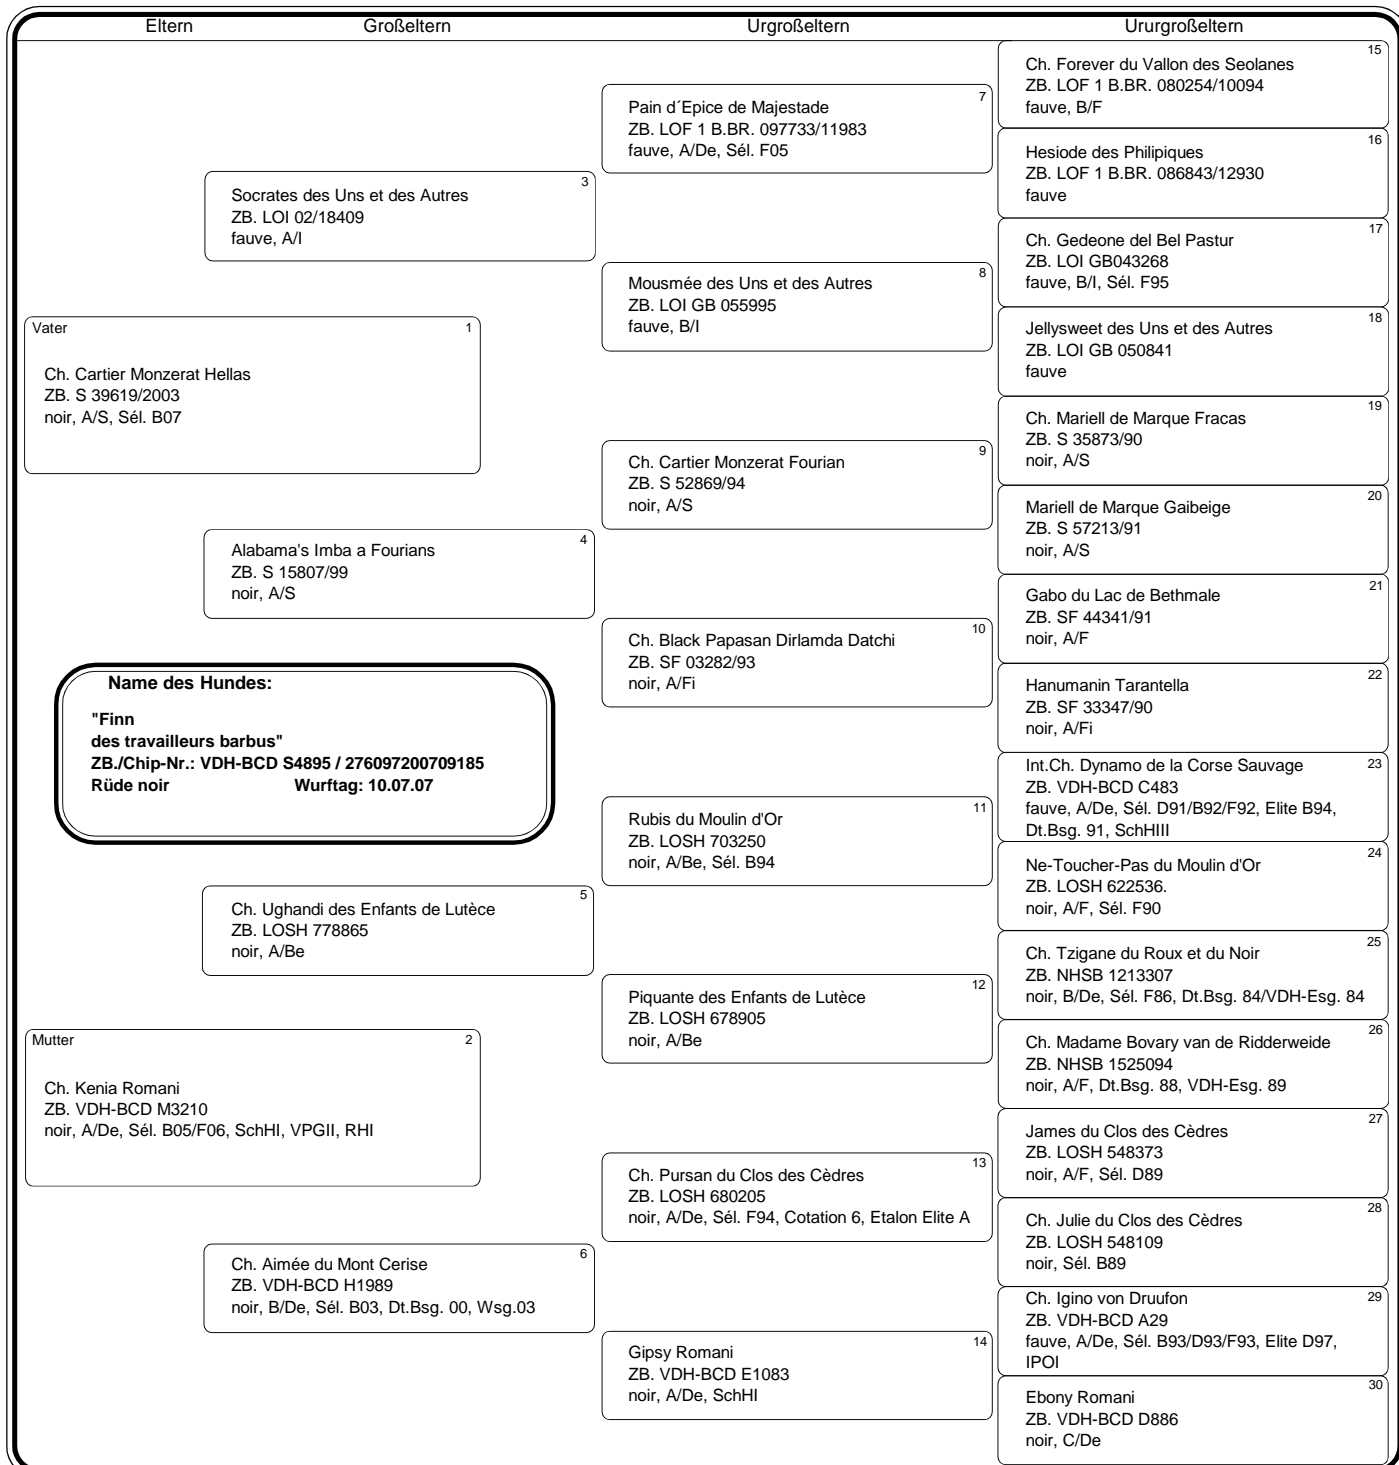 Eltern Großeltern Urgroßeltern Ururgroßeltern
Vater 1
Ch. Cartier Monzerat Hellas
ZB. S 39619/2003
noir, A/S, Sél. B07
Mutter 2
Ch. Kenia Romani
ZB. VDH-BCD M3210
noir, A/De, Sél. B05/F06, SchHI, VPGII, RHI
Name des Hundes:
"Finn
des travailleurs barbus"
ZB./Chip-Nr.: VDH-BCD S4895 / 276097200709185
Rüde noir Wurftag: 10.07.07
3
Socrates des Uns et des Autres
ZB. LOI 02/18409
fauve, A/I
4
Alabama's Imba a Fourians
ZB. S 15807/99
noir, A/S
5
Ch. Ughandi des Enfants de Lutèce
ZB. LOSH 778865
noir, A/Be
6
Ch. Aimée du Mont Cerise
ZB. VDH-BCD H1989
noir, B/De, Sél. B03, Dt.Bsg. 00, Wsg.03
7
Pain d´Epice de Majestade
ZB. LOF 1 B.BR. 097733/11983
fauve, A/De, Sél. F05
8
Mousmée des Uns et des Autres
ZB. LOI GB 055995
fauve, B/I
9
Ch. Cartier Monzerat Fourian
ZB. S 52869/94
noir, A/S
10
Ch. Black Papasan Dirlamda Datchi
ZB. SF 03282/93
noir, A/Fi
11
Rubis du Moulin d'Or
ZB. LOSH 703250
noir, A/Be, Sél. B94
12
Piquante des Enfants de Lutèce
ZB. LOSH 678905
noir, A/Be
13
Ch. Pursan du Clos des Cèdres
ZB. LOSH 680205
noir, A/De, Sél. F94, Cotation 6, Etalon Elite A
14
Gipsy Romani
ZB. VDH-BCD E1083
noir, A/De, SchHI
15
Ch. Forever du Vallon des Seolanes
ZB. LOF 1 B.BR. 080254/10094
fauve, B/F
16
Hesiode des Philipiques
ZB. LOF 1 B.BR. 086843/12930
fauve
17
Ch. Gedeone del Bel Pastur
ZB. LOI GB043268
fauve, B/I, Sél. F95
18
Jellysweet des Uns et des Autres
ZB. LOI GB 050841
fauve
19
Ch. Mariell de Marque Fracas
ZB. S 35873/90
noir, A/S
20
Mariell de Marque Gaibeige
ZB. S 57213/91
noir, A/S
21
Gabo du Lac de Bethmale
ZB. SF 44341/91
noir, A/F
22
Hanumanin Tarantella
ZB. SF 33347/90
noir, A/Fi
Int.Ch. Dynamo de la Corse Sauvage 23
ZB. VDH-BCD C483
fauve, A/De, Sél. D91/B92/F92, Elite B94,
Dt.Bsg. 91, SchHIII
24
Ne-Toucher-Pas du Moulin d'Or
ZB. LOSH 622536.
noir, A/F, Sél. F90
25
Ch. Tzigane du Roux et du Noir
ZB. NHSB 1213307
noir, B/De, Sél. F86, Dt.Bsg. 84/VDH-Esg. 84
26
Ch. Madame Bovary van de Ridderweide
ZB. NHSB 1525094
noir, A/F, Dt.Bsg. 88, VDH-Esg. 89
27
James du Clos des Cèdres
ZB. LOSH 548373
noir, A/F, Sél. D89
28
Ch. Julie du Clos des Cèdres
ZB. LOSH 548109
noir, Sél. B89
Ch. Igino von Druufon 29
ZB. VDH-BCD A29
fauve, A/De, Sél. B93/D93/F93, Elite D97,
IPOI
30
Ebony Romani
ZB. VDH-BCD D886
noir, C/De